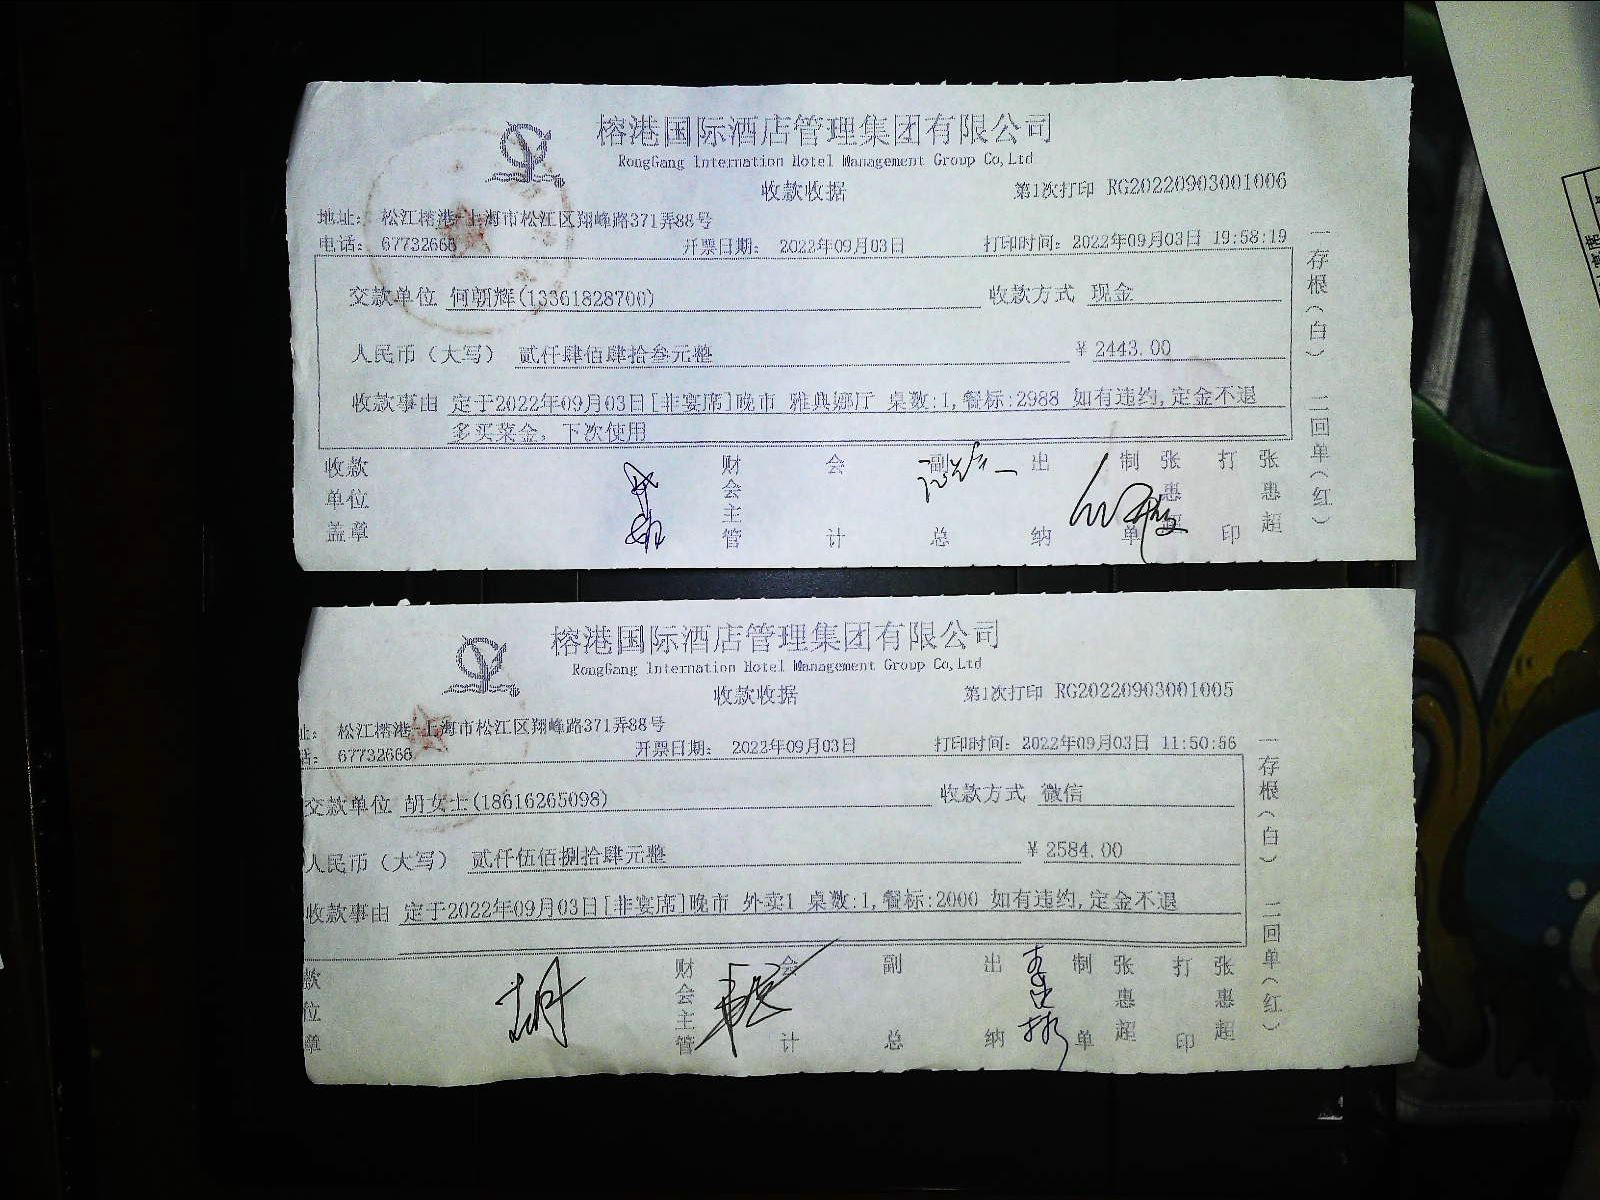 榕港国际酒店管理集团有限公司
RongGang Internation Hotel Management Group Co,Ltd
收款收据
第1次打印 RG20220903001006
地址: 松江榕港-上海市松江区翔峰路371弄88号
电话: 67732668
开票日期: 2022年09月03日
打印时间: 2022年09月03日 19:58:19
交款单位 何朝辉(13361828700)
收款方式 现金
人民币（大写） 贰仟肆佰肆拾叁元整
￥ 2443.00
收款事由 定于2022年09月03日[非宴席]晚市 雅典娜厅 桌数:1,餐标:2988 如有违约,定金不退
多买菜金, 下次使用
收款单位盖章
财会主管
会计
副总
出纳
制单 张惠超
打印 张惠超
一存根（白） 二回单（红）
榕港国际酒店管理集团有限公司
RongGang Internation Hotel Management Group Co,Ltd
收款收据
第1次打印 RG20220903001005
址: 松江榕港-上海市松江区翔峰路371弄88号
话: 67732668
开票日期: 2022年09月03日
打印时间: 2022年09月03日 11:50:56
交款单位 胡女士(18616265098)
收款方式 微信
人民币（大写） 贰仟伍佰捌拾肆元整
￥ 2584.00
收款事由 定于2022年09月03日[非宴席]晚市 外卖1 桌数:1,餐标:2000 如有违约,定金不退
款位章
胡
财会主管
会计
副总
出纳
制单 张惠超
打印 张惠超
一存根（白） 二回单（红）